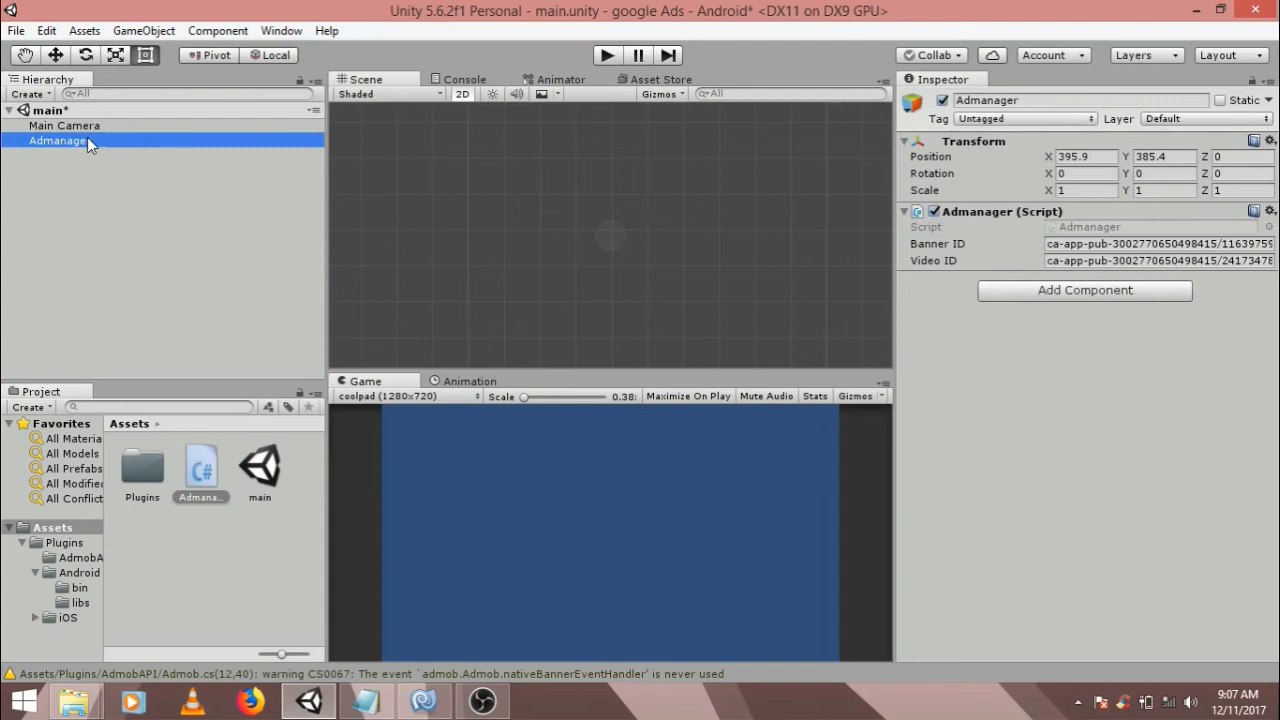 Unity 5.6.2f1 Personal - main.unity - google Ads - Android* <DX11 on DX9 GPU>
File Edit Assets GameObject Component Window Help
Pivot Local Collab Account Layers Layout
Hierarchy
Create All
main*
Main Camera
Admanager
Scene Console Animator Asset Store
Shaded 2D Gizmos All
Game Animation
coolpad (1280x720) Scale 0.38: Maximize On Play Mute Audio Stats Gizmos
Inspector
Admanager Static
Tag Untagged Layer Default
Transform
Position X 395.9 Y 385.4 Z 0
Rotation X 0 Y 0 Z 0
Scale X 1 Y 1 Z 1
Admanager (Script)
Script Admanager
Banner ID ca-app-pub-3002770650498415/11639759
Video ID ca-app-pub-3002770650498415/24173478
Add Component
Project
Create
Favorites
All Materia
All Models
All Prefabs
All Modified
All Conflict
Assets
Plugins
AdmobA
Android
bin
libs
iOS
Assets
Plugins
C#
Admana...
main
Assets/Plugins/AdmobAPI/Admob.cs(12,40): warning CS0067: The event `admob.Admob.nativeBannerEventHandler' is never used
9:07 AM
12/11/2017